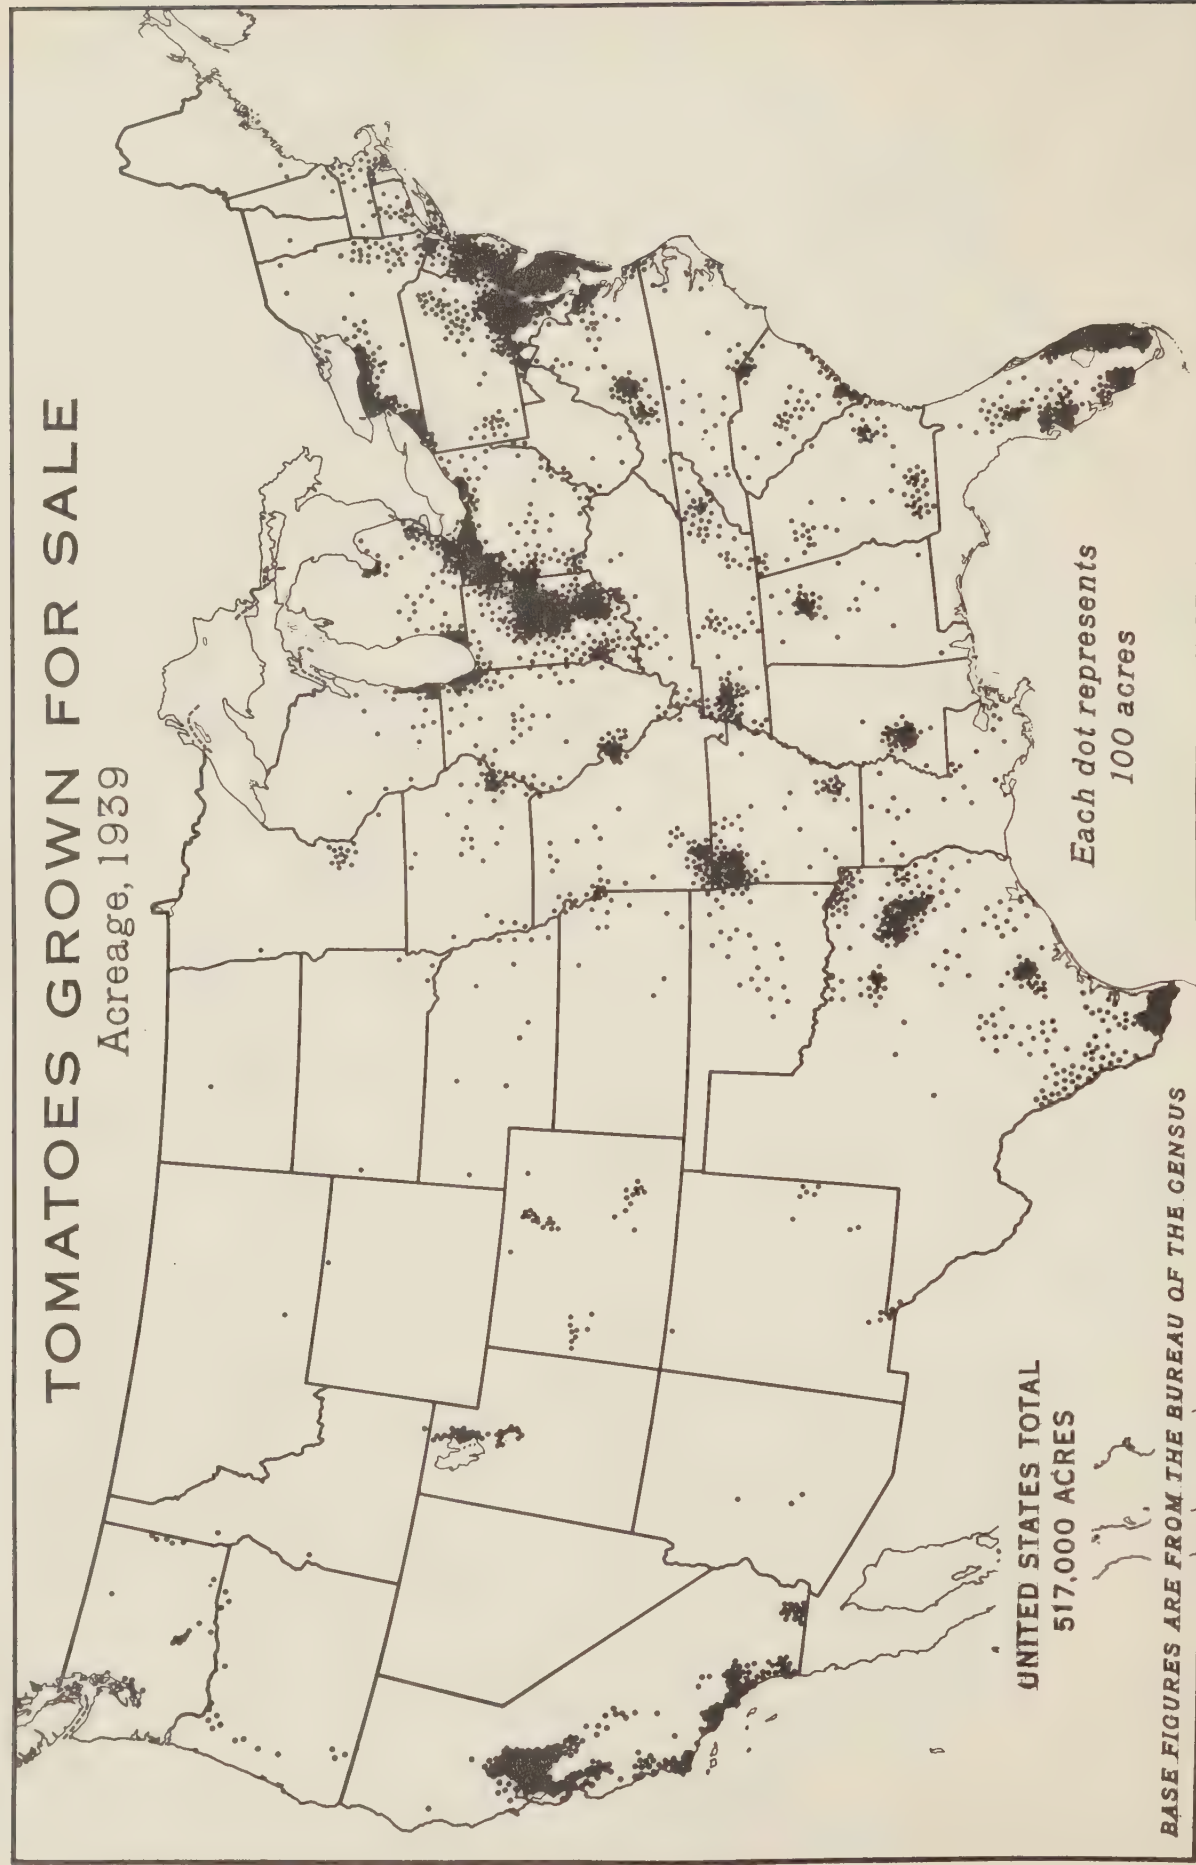 TOMATOES GROWN FOR SALE
Acreage, 1939
Each dot represents
100 acres
UNITED STATES TOTAL
517,000 ACRES
BASE FIGURES ARE FROM THE BUREAU OF THE CENSUS